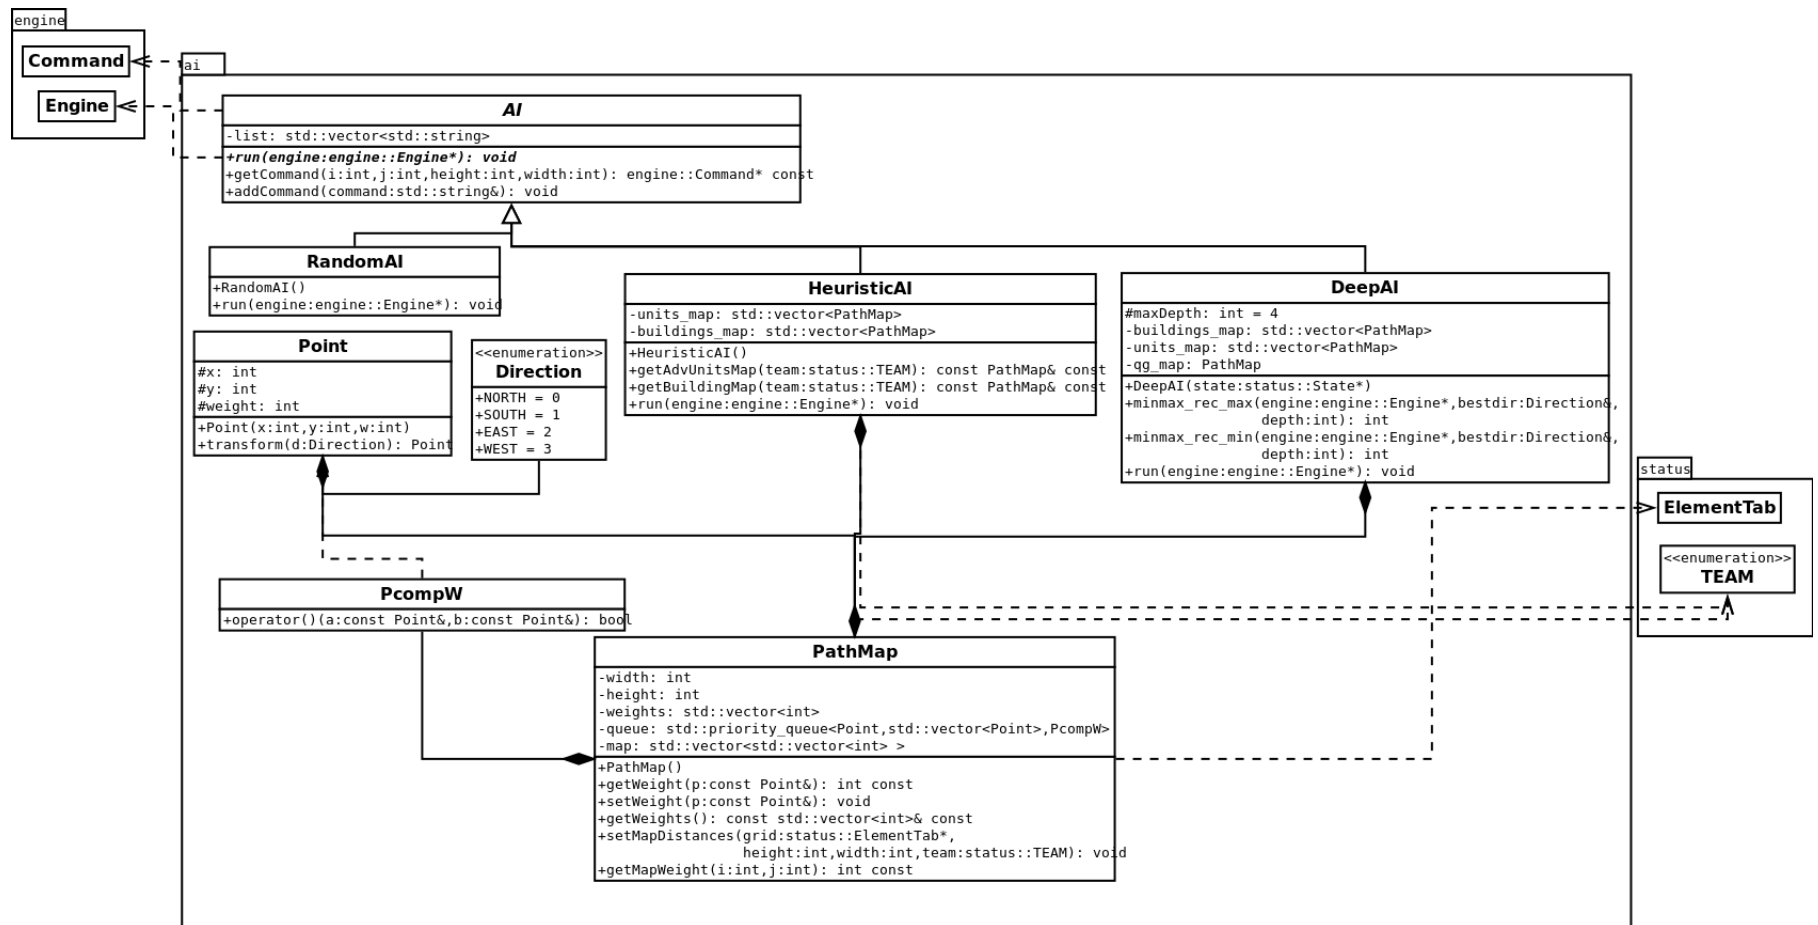 engine
Command
Engine
ai
AI
-list: std::vector<std::string>
+run(engine:engine::Engine*): void
+getCommand(i:int,j:int,height:int,width:int): engine::Command* const
+addCommand(command:std::string&): void
RandomAI
+RandomAI()
+run(engine:engine::Engine*): void
HeuristicAI
-units_map: std::vector<PathMap>
-buildings_map: std::vector<PathMap>
+HeuristicAI()
+getAdvUnitsMap(team:status::TEAM): const PathMap& const
+getBuildingMap(team:status::TEAM): const PathMap& const
+run(engine:engine::Engine*): void
DeepAI
#maxDepth: int = 4
-buildings_map: std::vector<PathMap>
-units_map: std::vector<PathMap>
-qg_map: PathMap
+DeepAI(state:status::State*)
+minmax_rec_max(engine:engine::Engine*,bestdir:Direction&,
depth:int): int
+minmax_rec_min(engine:engine::Engine*,bestdir:Direction&,
depth:int): int
+run(engine:engine::Engine*): void
Point
#x: int
#y: int
#weight: int
+Point(x:int,y:int,w:int)
+transform(d:Direction): Point
<<enumeration>>
Direction
+NORTH = 0
+SOUTH = 1
+EAST = 2
+WEST = 3
status
ElementTab
<<enumeration>>
TEAM
PcompW
+operator()(a:const Point&,b:const Point&): bool
PathMap
-width: int
-height: int
-weights: std::vector<int>
-queue: std::priority_queue<Point,std::vector<Point>,PcompW>
-map: std::vector<std::vector<int> >
+PathMap()
+getWeight(p:const Point&): int const
+setWeight(p:const Point&): void
+getWeights(): const std::vector<int>& const
+setMapDistances(grid:status::ElementTab*,
height:int,width:int,team:status::TEAM): void
+getMapWeight(i:int,j:int): int const